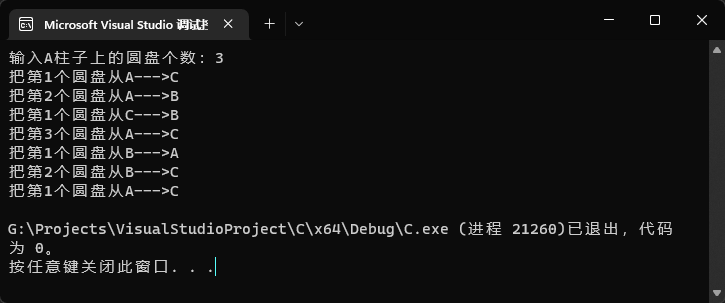 Microsoft Visual Studio 调试
输入A柱子上的圆盘个数: 3
把第1个圆盘从A--->C
把第2个圆盘从A--->B
把第1个圆盘从C--->B
把第3个圆盘从A--->C
把第1个圆盘从B--->A
把第2个圆盘从B--->C
把第1个圆盘从A--->C
G:\Projects\VisualStudioProject\C\x64\Debug\C.exe (进程 21260)已退出，代码
为 0。
按任意键关闭此窗口. . .